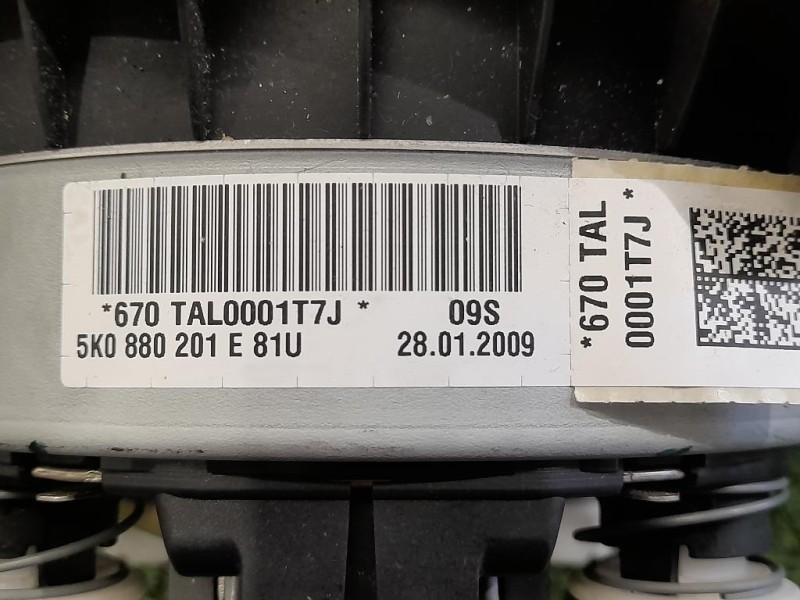 *670 TAL0001T7J * 09S
5K0 880 201 E 81U 28.01.2009
*670 TAL
0001T7J *